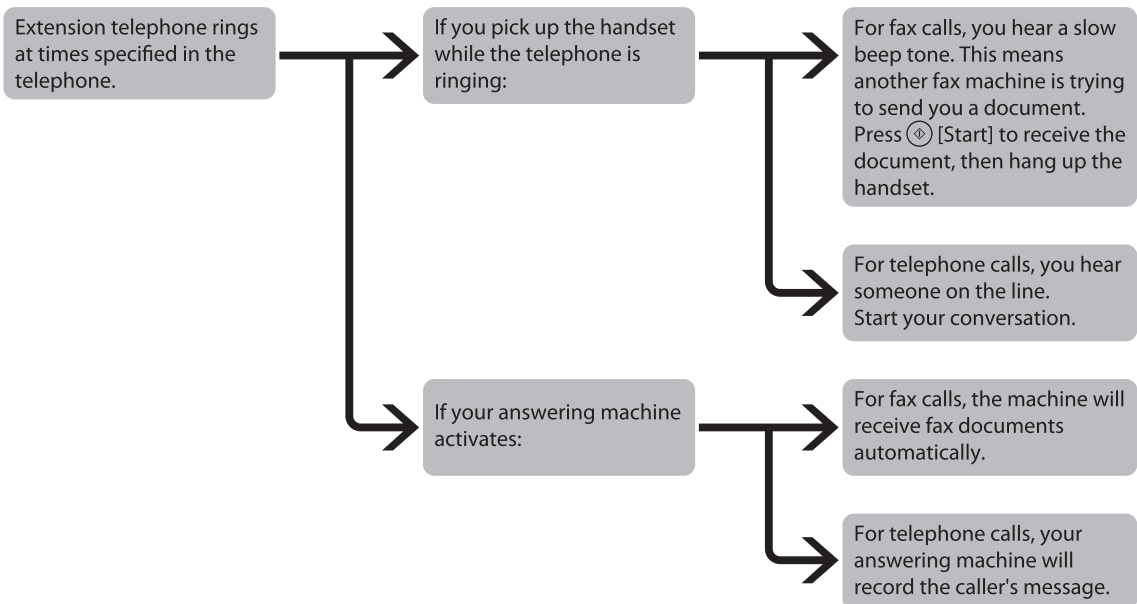 Extension telephone rings
at times specified in the
telephone.
If you pick up the handset
while the telephone is
ringing:
For fax calls, you hear a slow
beep tone. This means
another fax machine is trying
to send you a document.
Press [Start] to receive the
document, then hang up the
handset.
For telephone calls, you hear
someone on the line.
Start your conversation.
If your answering machine
activates:
For fax calls, the machine will
receive fax documents
automatically.
For telephone calls, your
answering machine will
record the caller's message.